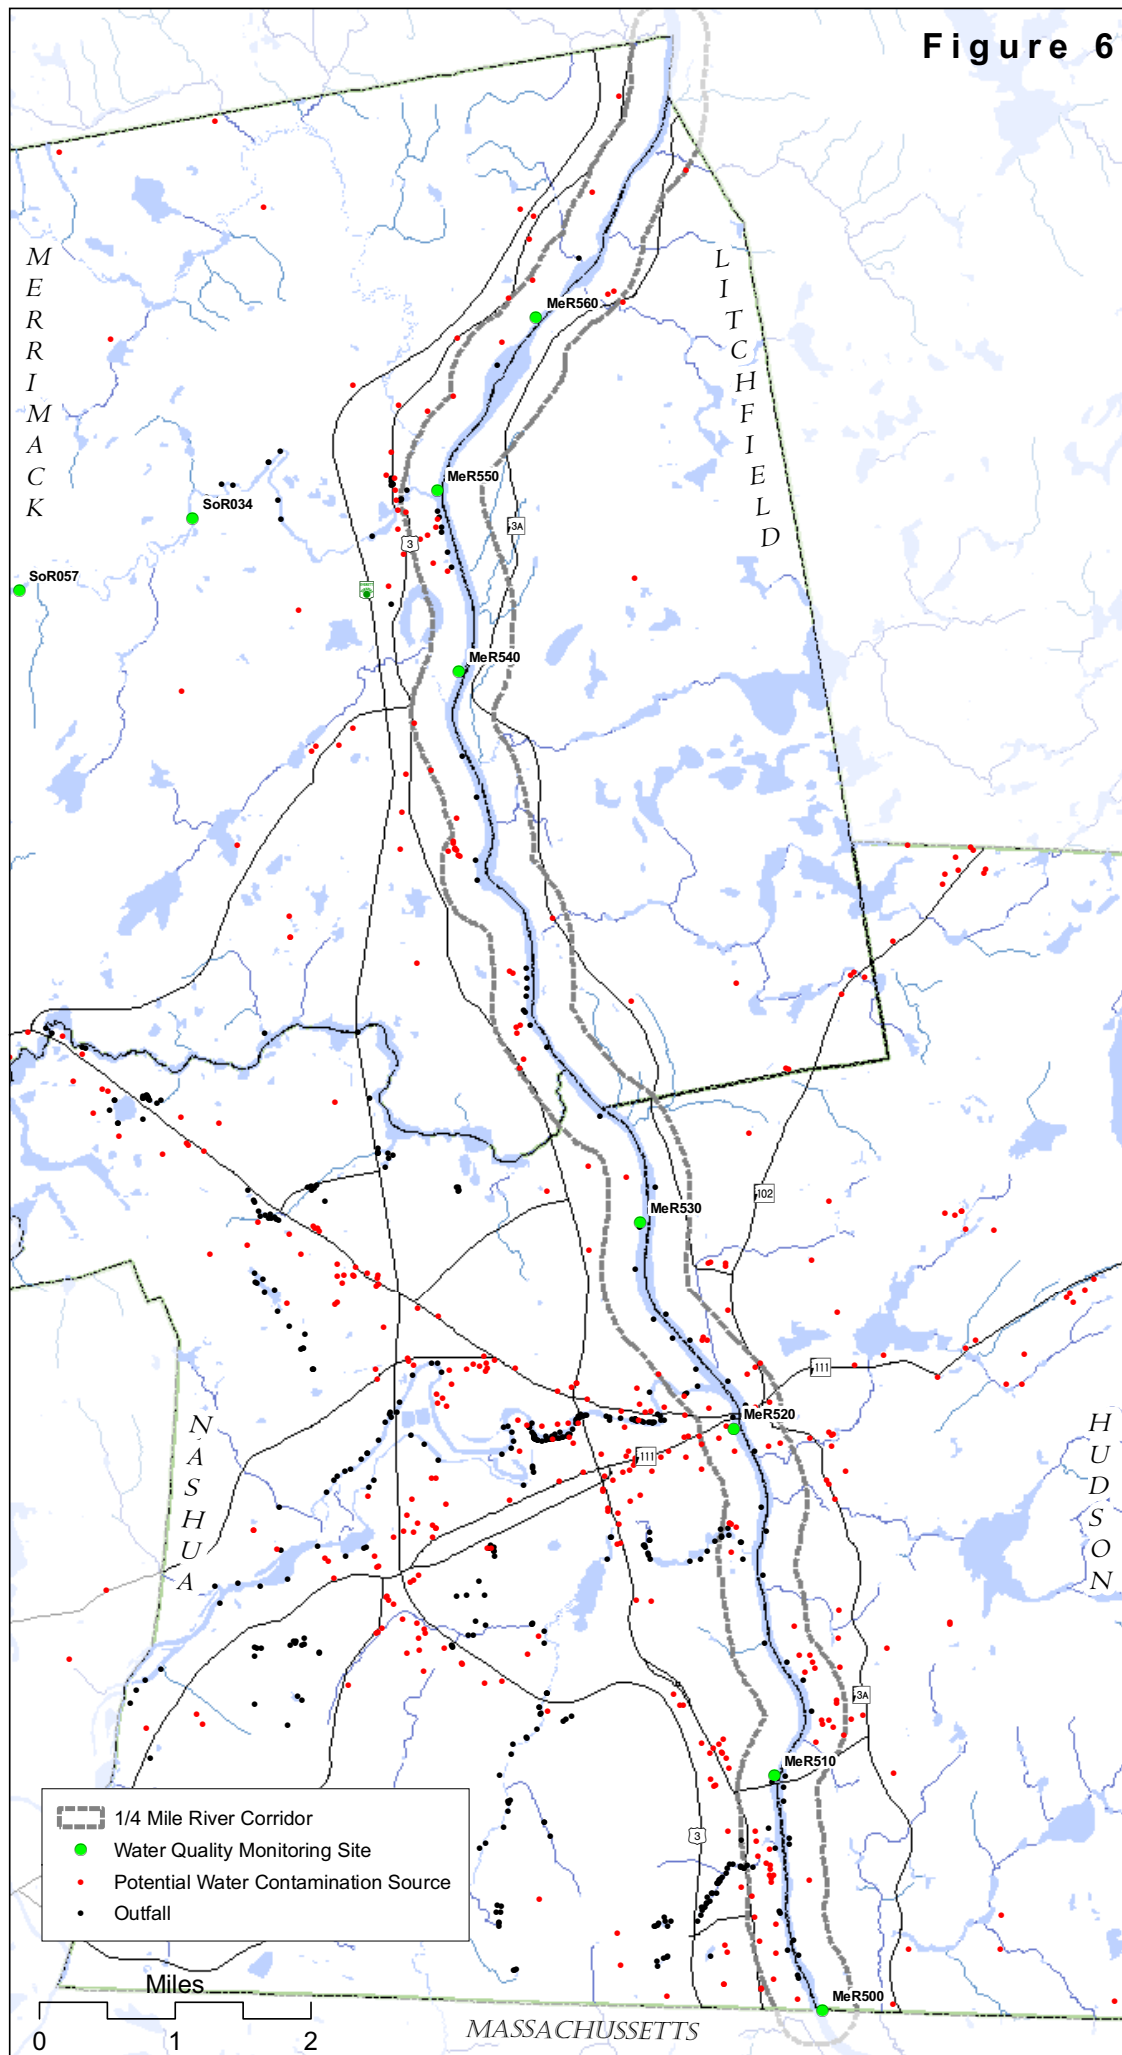 Figure 6
MERRIMACK
LITCHFIELD
MeR560
MeR550
SoR034
3A
3
SoR057
MeR540
102
MeR530
111
MeR520
NASHUA
HUDSON
111
3A
MeR510
3
1/4 Mile River Corridor
Water Quality Monitoring Site
Potential Water Contamination Source
Outfall
Miles
0 1 2
MeR500
MASSACHUSSETTS